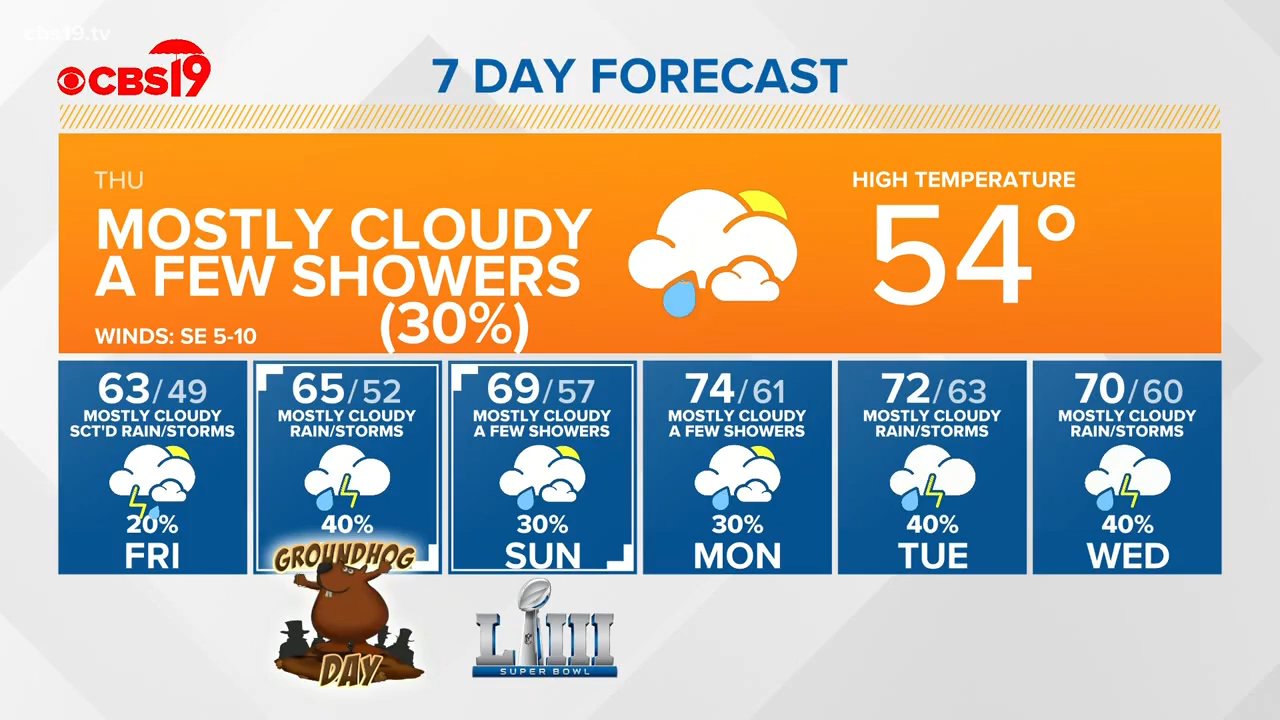 cbs19.tv
CBS19
7 DAY FORECAST
THU
MOSTLY CLOUDY
A FEW SHOWERS
(30%)
WINDS: SE 5-10
HIGH TEMPERATURE
54°
63/49
MOSTLY CLOUDY
SCT'D RAIN/STORMS
20%
FRI
65/52
MOSTLY CLOUDY
RAIN/STORMS
40%
GROUNDHOG
DAY
69/57
MOSTLY CLOUDY
A FEW SHOWERS
30%
SUN
LIII
SUPER BOWL
74/61
MOSTLY CLOUDY
A FEW SHOWERS
30%
MON
72/63
MOSTLY CLOUDY
RAIN/STORMS
40%
TUE
70/60
MOSTLY CLOUDY
RAIN/STORMS
40%
WED